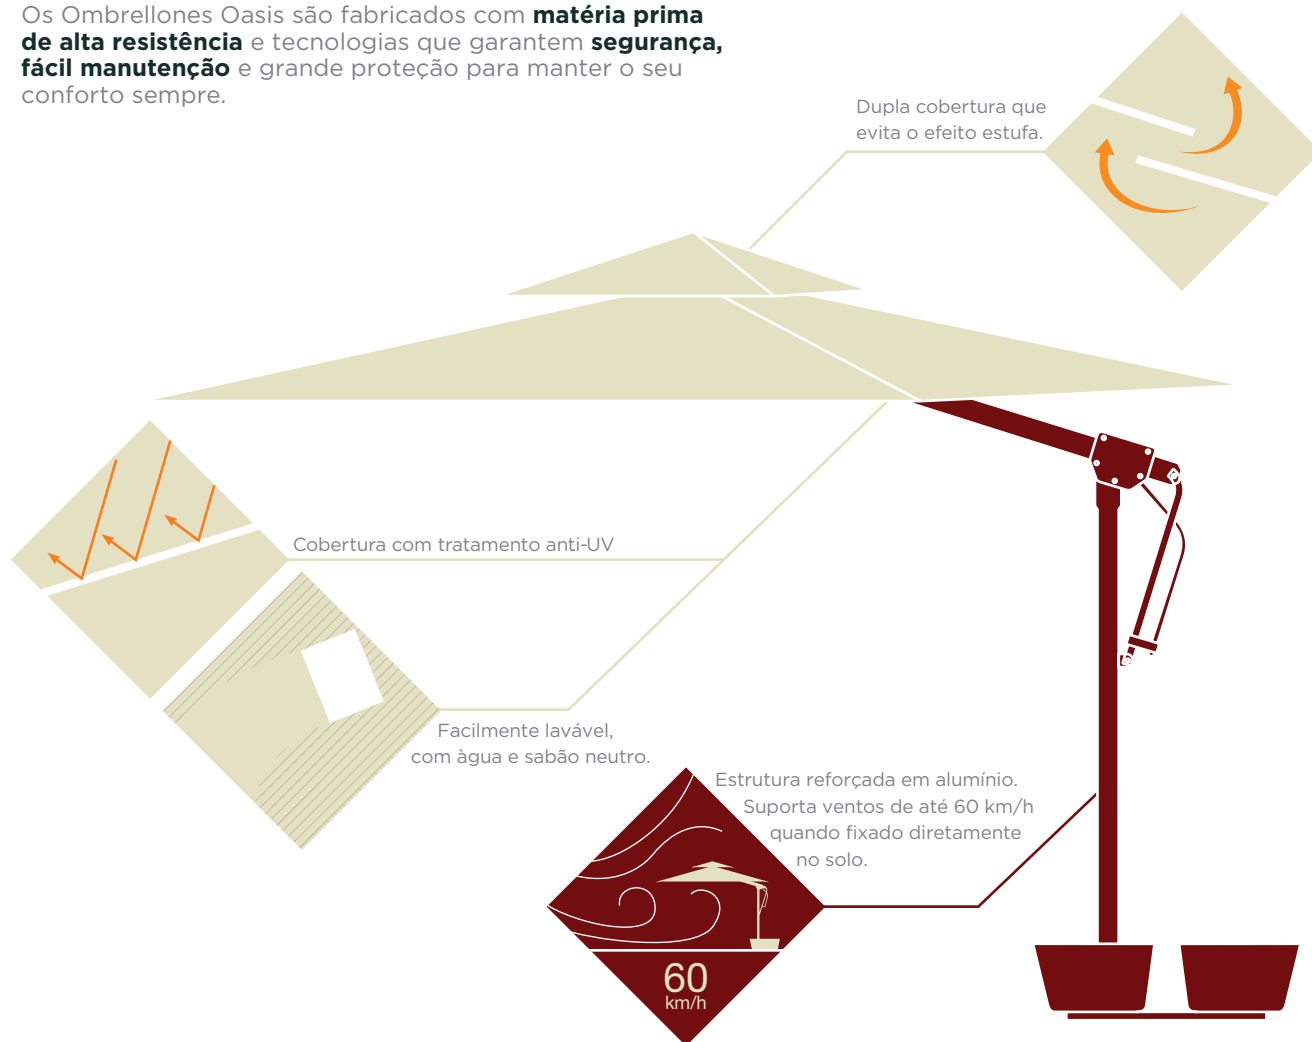 Os Ombrellones Oasis são fabricados com matéria prima
de alta resistência e tecnologias que garantem segurança,
fácil manutenção e grande proteção para manter o seu
conforto sempre.
Dupla cobertura que
evita o efeito estufa.
Cobertura com tratamento anti-UV
Facilmente lavável,
com àgua e sabão neutro.
Estrutura reforçada em alumínio.
Suporta ventos de até 60 km/h
quando fixado diretamente
no solo.
60
km/h